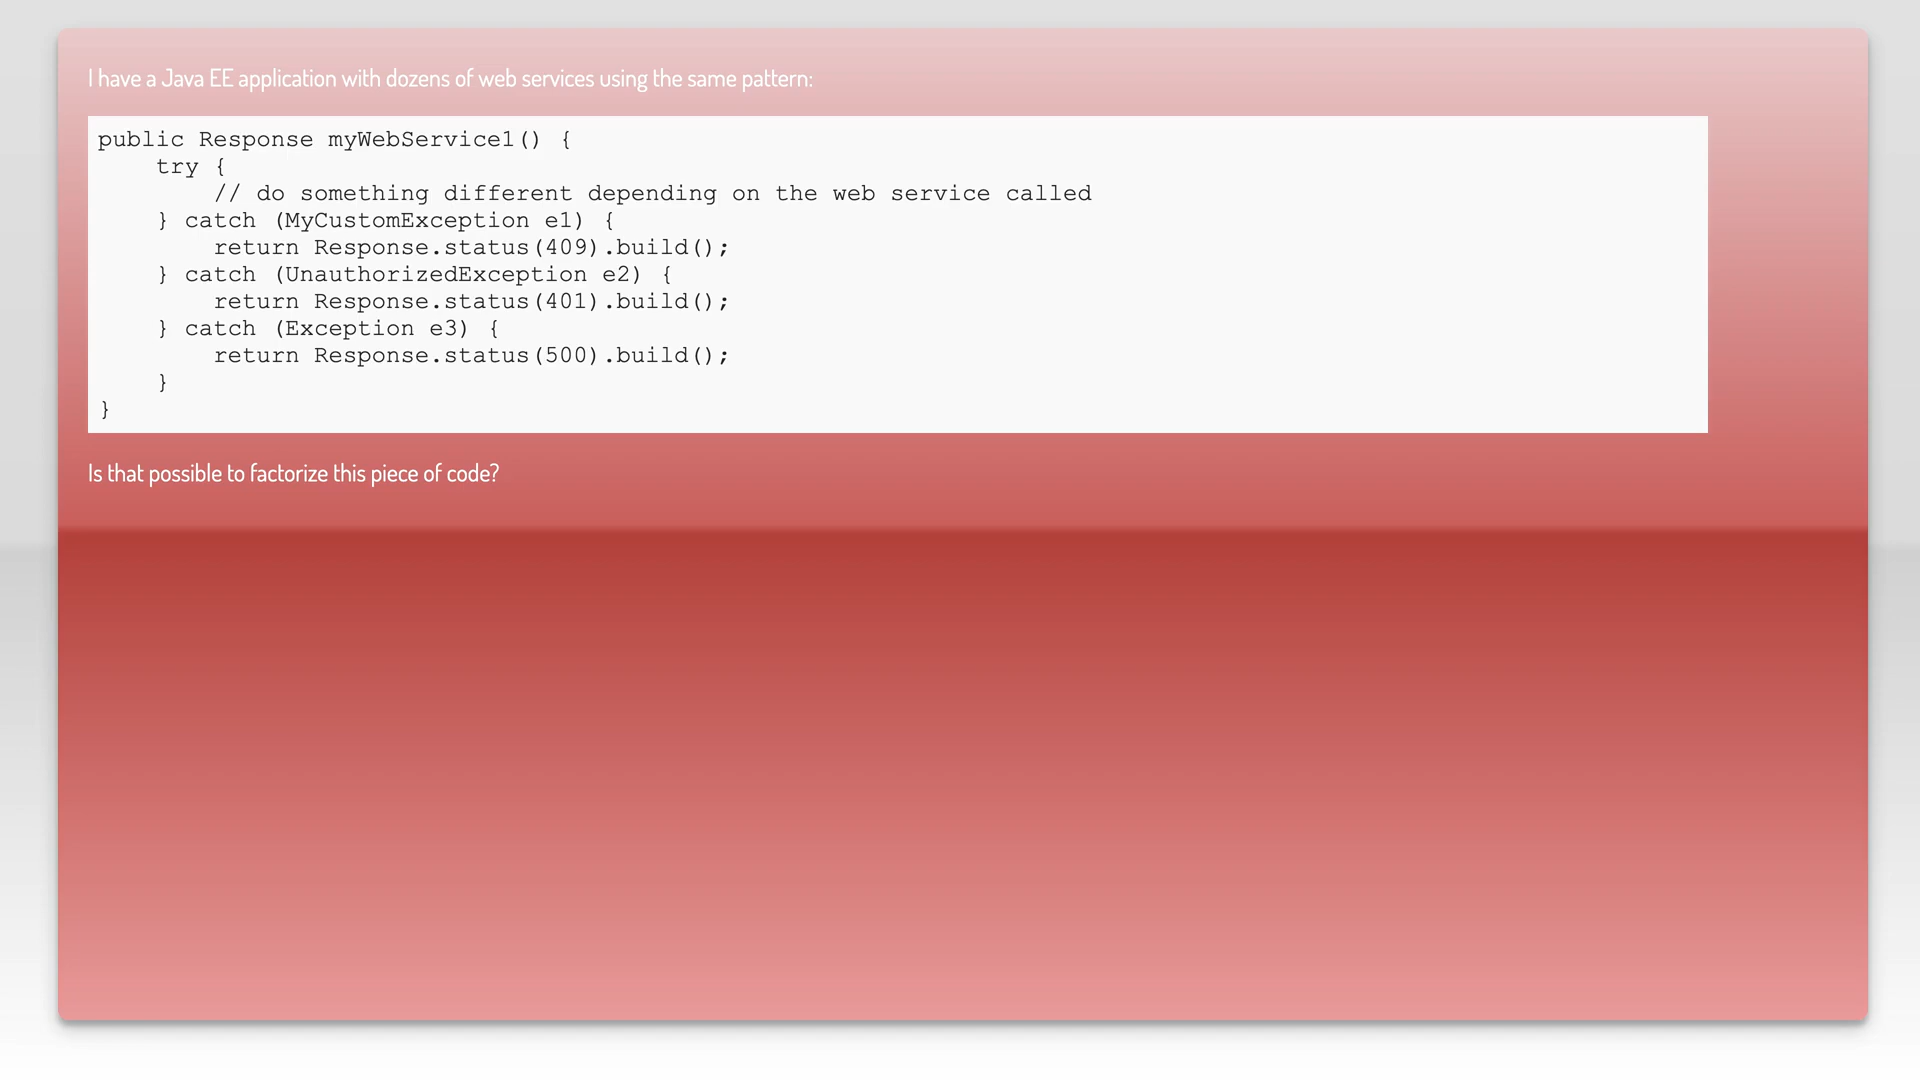 I have a Java EE application with dozens of web services using the same pattern:
public Response myWebService1() {
    try {
        // do something different depending on the web service called
    } catch (MyCustomException e1) {
        return Response.status(409).build();
    } catch (UnauthorizedException e2) {
        return Response.status(401).build();
    } catch (Exception e3) {
        return Response.status(500).build();
    }
}
Is that possible to factorize this piece of code?